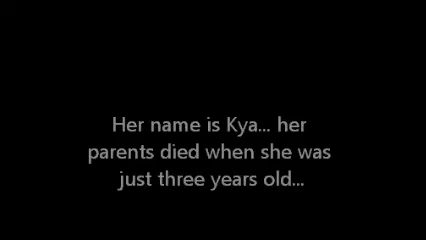 Her name is Kya... her
parents died when she was
just three years old...